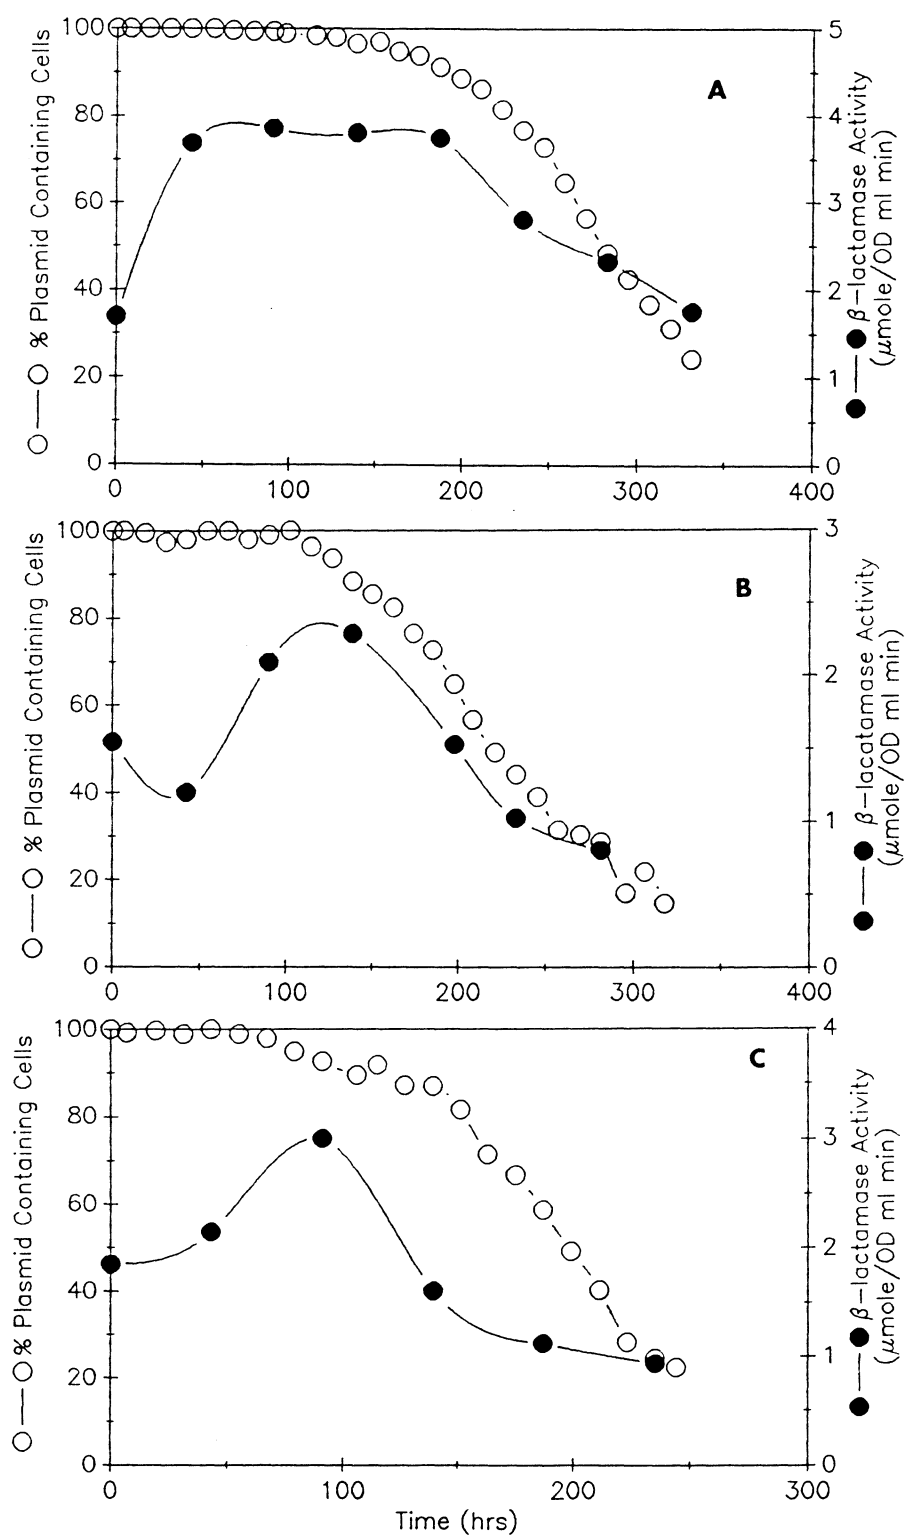 A
100
80
60
40
20
0
% Plasmid Containing Cells
5
4
3
2
1
0
β-lactamase Activity
(μmole/OD ml min)
0 100 200 300 400
B
100
80
60
40
20
0
% Plasmid Containing Cells
3
2
1
0
β-lacatamase Activity
(μmole/OD ml min)
0 100 200 300 400
C
100
80
60
40
20
0
% Plasmid Containing Cells
4
3
2
1
0
β-lactamase Activity
(μmole/OD ml min)
0 100 200 300
Time (hrs)